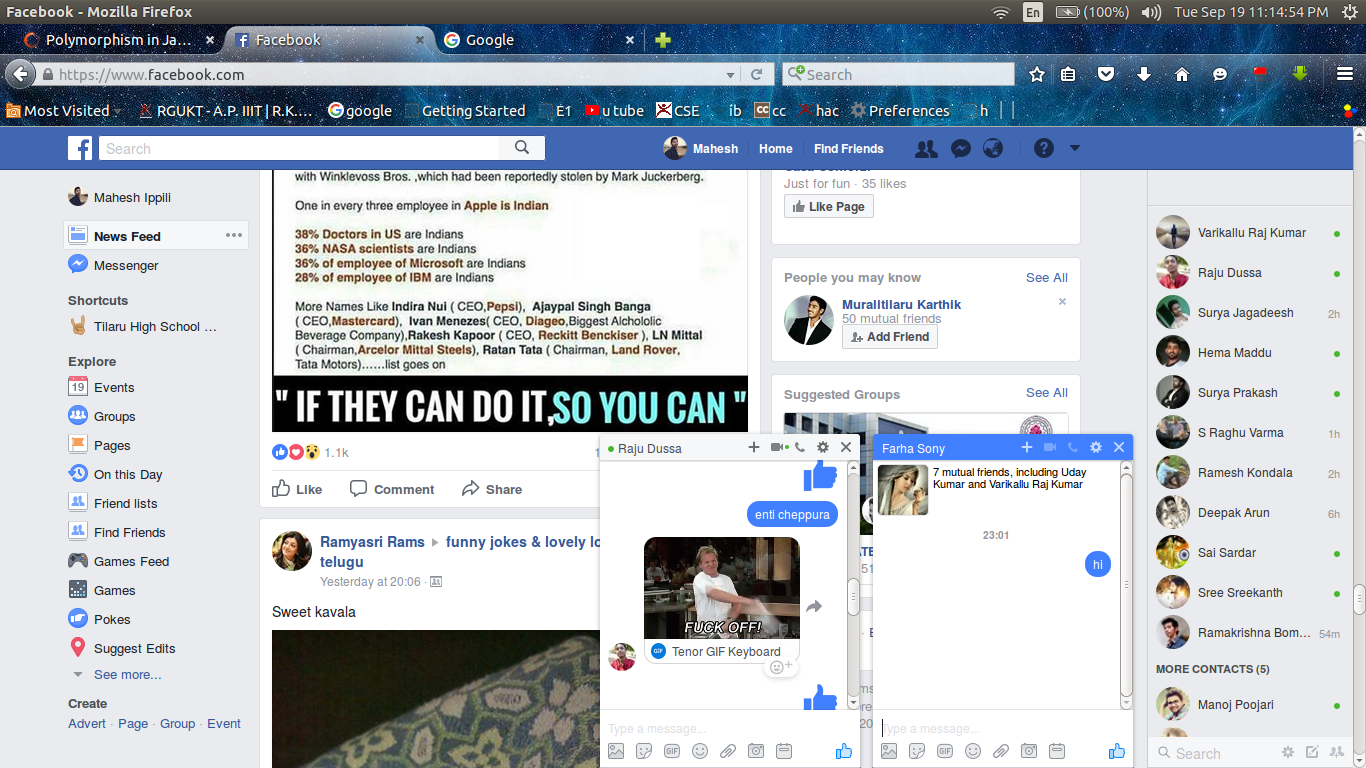 Facebook - Mozilla Firefox
En (100%) Tue Sep 19 11:14:54 PM
Polymorphism in Ja... × Facebook × Google ×
https://www.facebook.com
Search
Most Visited RGUKT - A.P. IIIT | R.K.... google Getting Started E1 u tube CSE ib cc hac Preferences h
Search
Mahesh Home Find Friends
Mahesh Ippili
News Feed
Messenger
Shortcuts
Tilaru High School ...
Explore
19 Events
Groups
Pages
On this Day
Friend lists
Find Friends
Games Feed
Games
Pokes
Suggest Edits
See more...
Create
Advert · Page · Group · Event
with Winklevoss Bros. ,which had been reportedly stolen by Mark Juckerberg.
One in every three employee in Apple is Indian
38% Doctors in US are Indians
36% NASA scientists are Indians
36% of employee of Microsoft are Indians
28% of employee of IBM are Indians
More Names Like Indira Nui ( CEO,Pepsi), Ajaypal Singh Banga
( CEO,Mastercard), Ivan Menezes( CEO, Diageo,Biggest Alchololic
Beverage Company),Rakesh Kapoor ( CEO, Reckitt Benckiser ), LN Mittal
( Chairman,Arcelor Mittal Steels), Ratan Tata ( Chairman, Land Rover,
Tata Motors)......list goes on
" IF THEY CAN DO IT,SO YOU CAN "
1.1k
Like Comment Share
Ramyasri Rams ▸ funny jokes & lovely lo
telugu
Yesterday at 20:06 ·
Sweet kavala
Just for fun · 35 likes
Like Page
People you may know See All
Muralitllaru Karthik
50 mutual friends
Add Friend
Suggested Groups See All
Raju Dussa
enti cheppura
FUCK OFF!
GIF Tenor GIF Keyboard
Type a message...
GIF
Farha Sony
7 mutual friends, including Uday
Kumar and Varikallu Raj Kumar
23:01
hi
Type a message...
GIF
Varikallu Raj Kumar
Raju Dussa
Surya Jagadeesh 2h
Hema Maddu
Surya Prakash
S Raghu Varma 1h
Ramesh Kondala 2h
Deepak Arun 6h
Sai Sardar
Sree Sreekanth
Ramakrishna Bom... 54m
MORE CONTACTS (5)
Manoj Poojari
Search